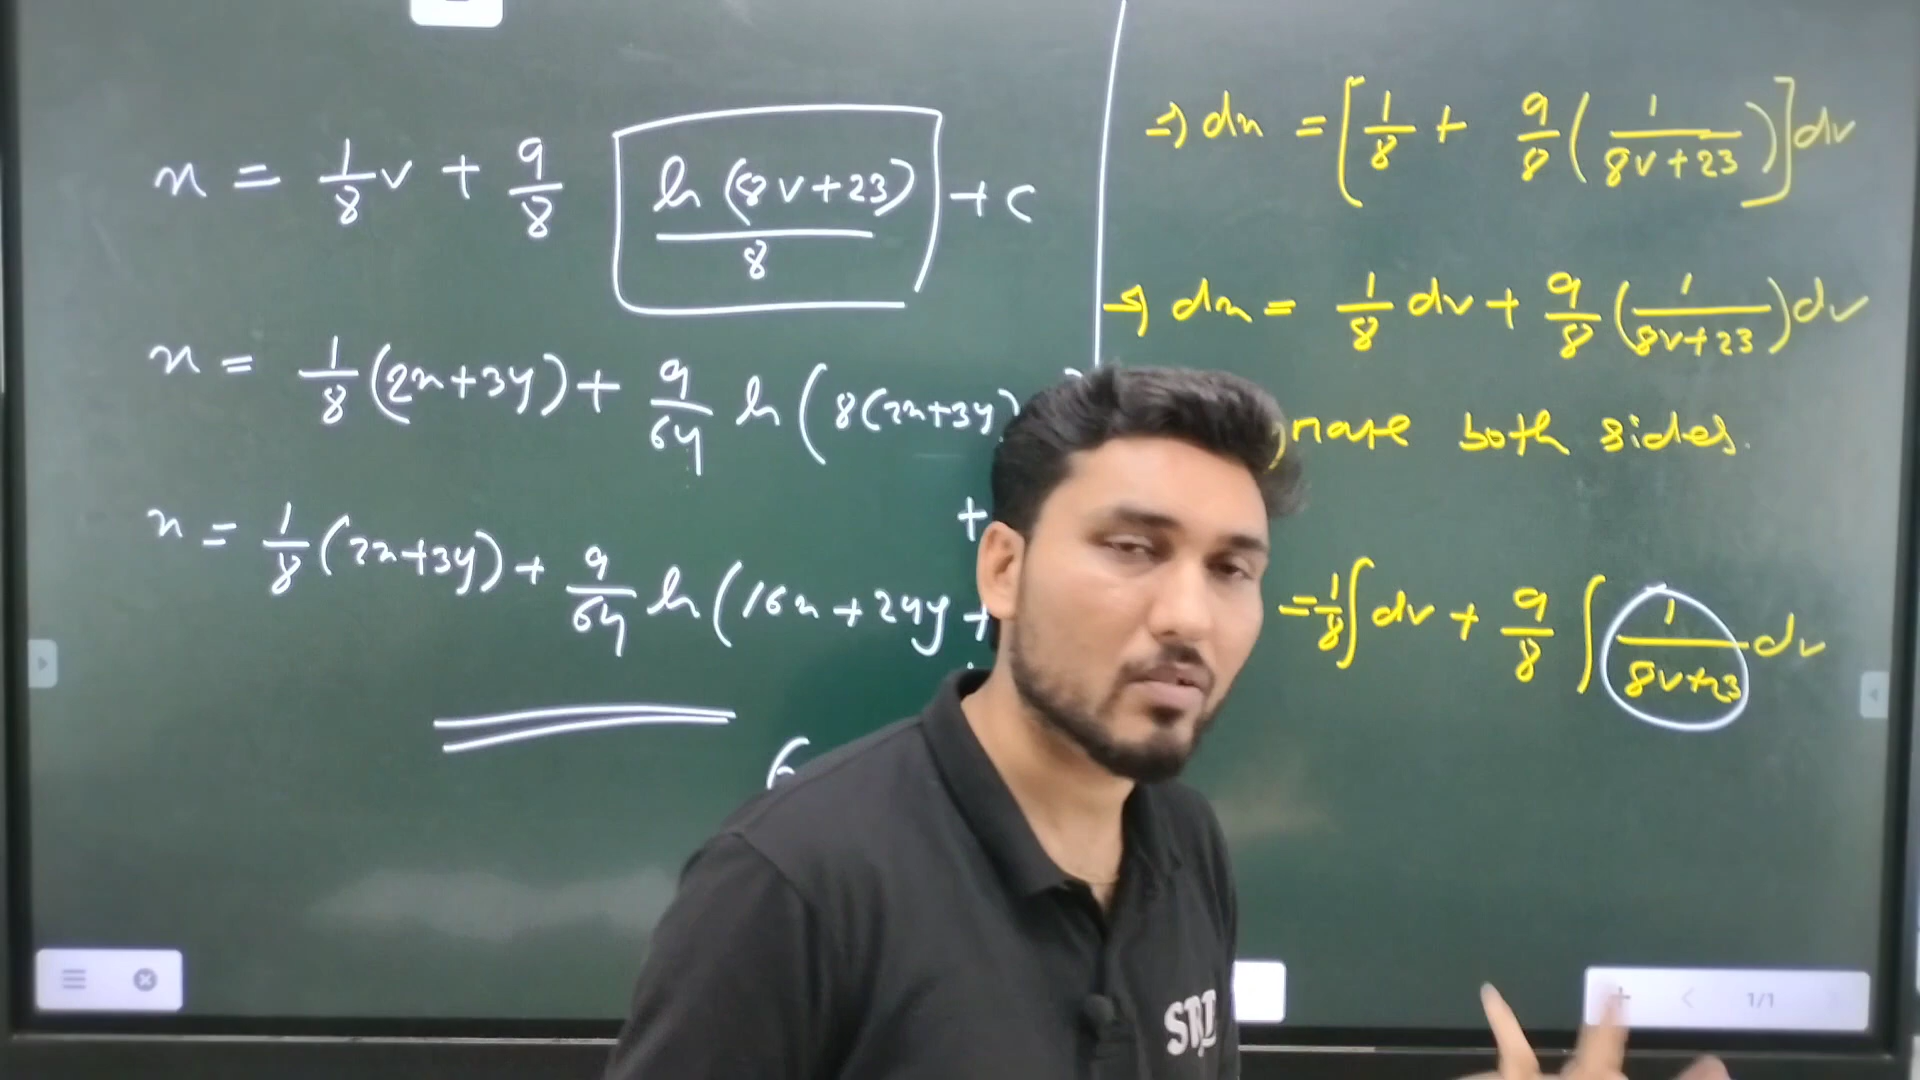 x = 1/8 v + 9/8 ln (8v+23)/8 + c
x = 1/8 (2x+3y) + 9/64 ln (8(2x+3y)
+
x = 1/8 (2x+3y) + 9/64 ln (16x + 24y +
⇒ dx = [1/8 + 9/8 (1/(8v+23))] dv
⇒ dx = 1/8 dv + 9/8 (1/(8v+23)) dv
both sides.
= 1/8 ∫ dv + 9/8 ∫ 1/(8v+23) dv
1/1